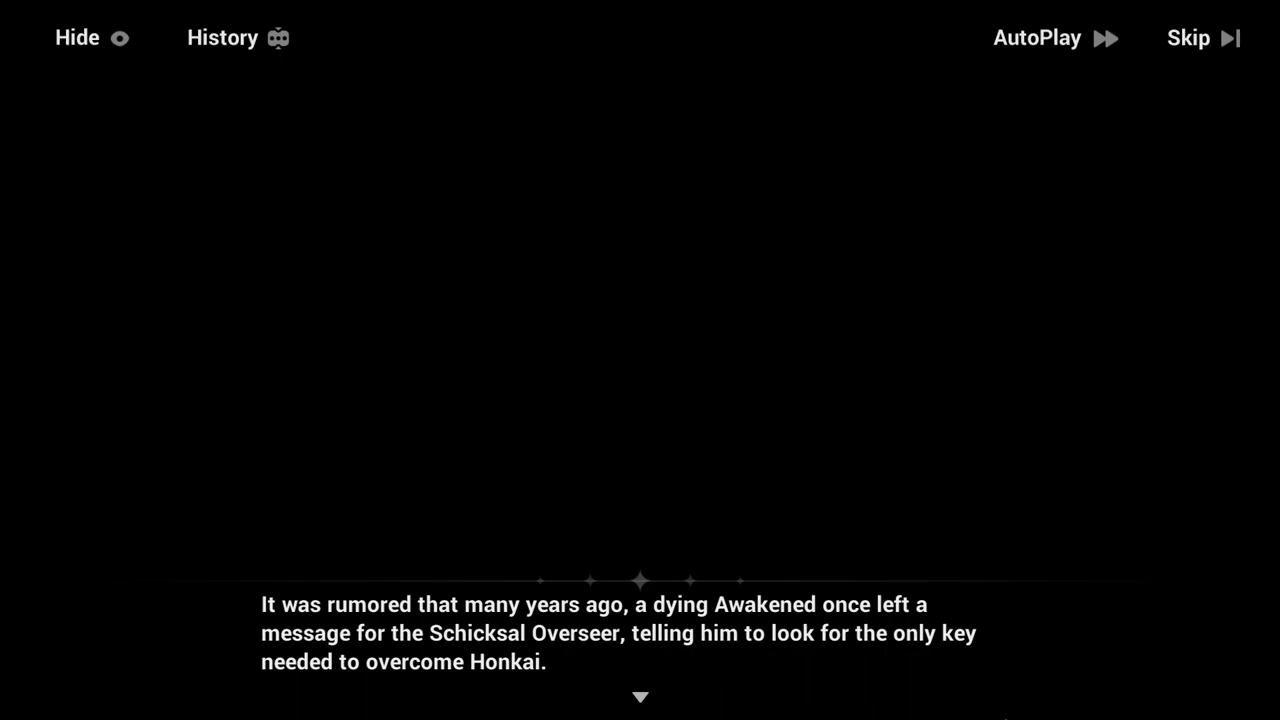 Hide
History
AutoPlay
Skip
It was rumored that many years ago, a dying Awakened once left a
message for the Schicksal Overseer, telling him to look for the only key
needed to overcome Honkai.